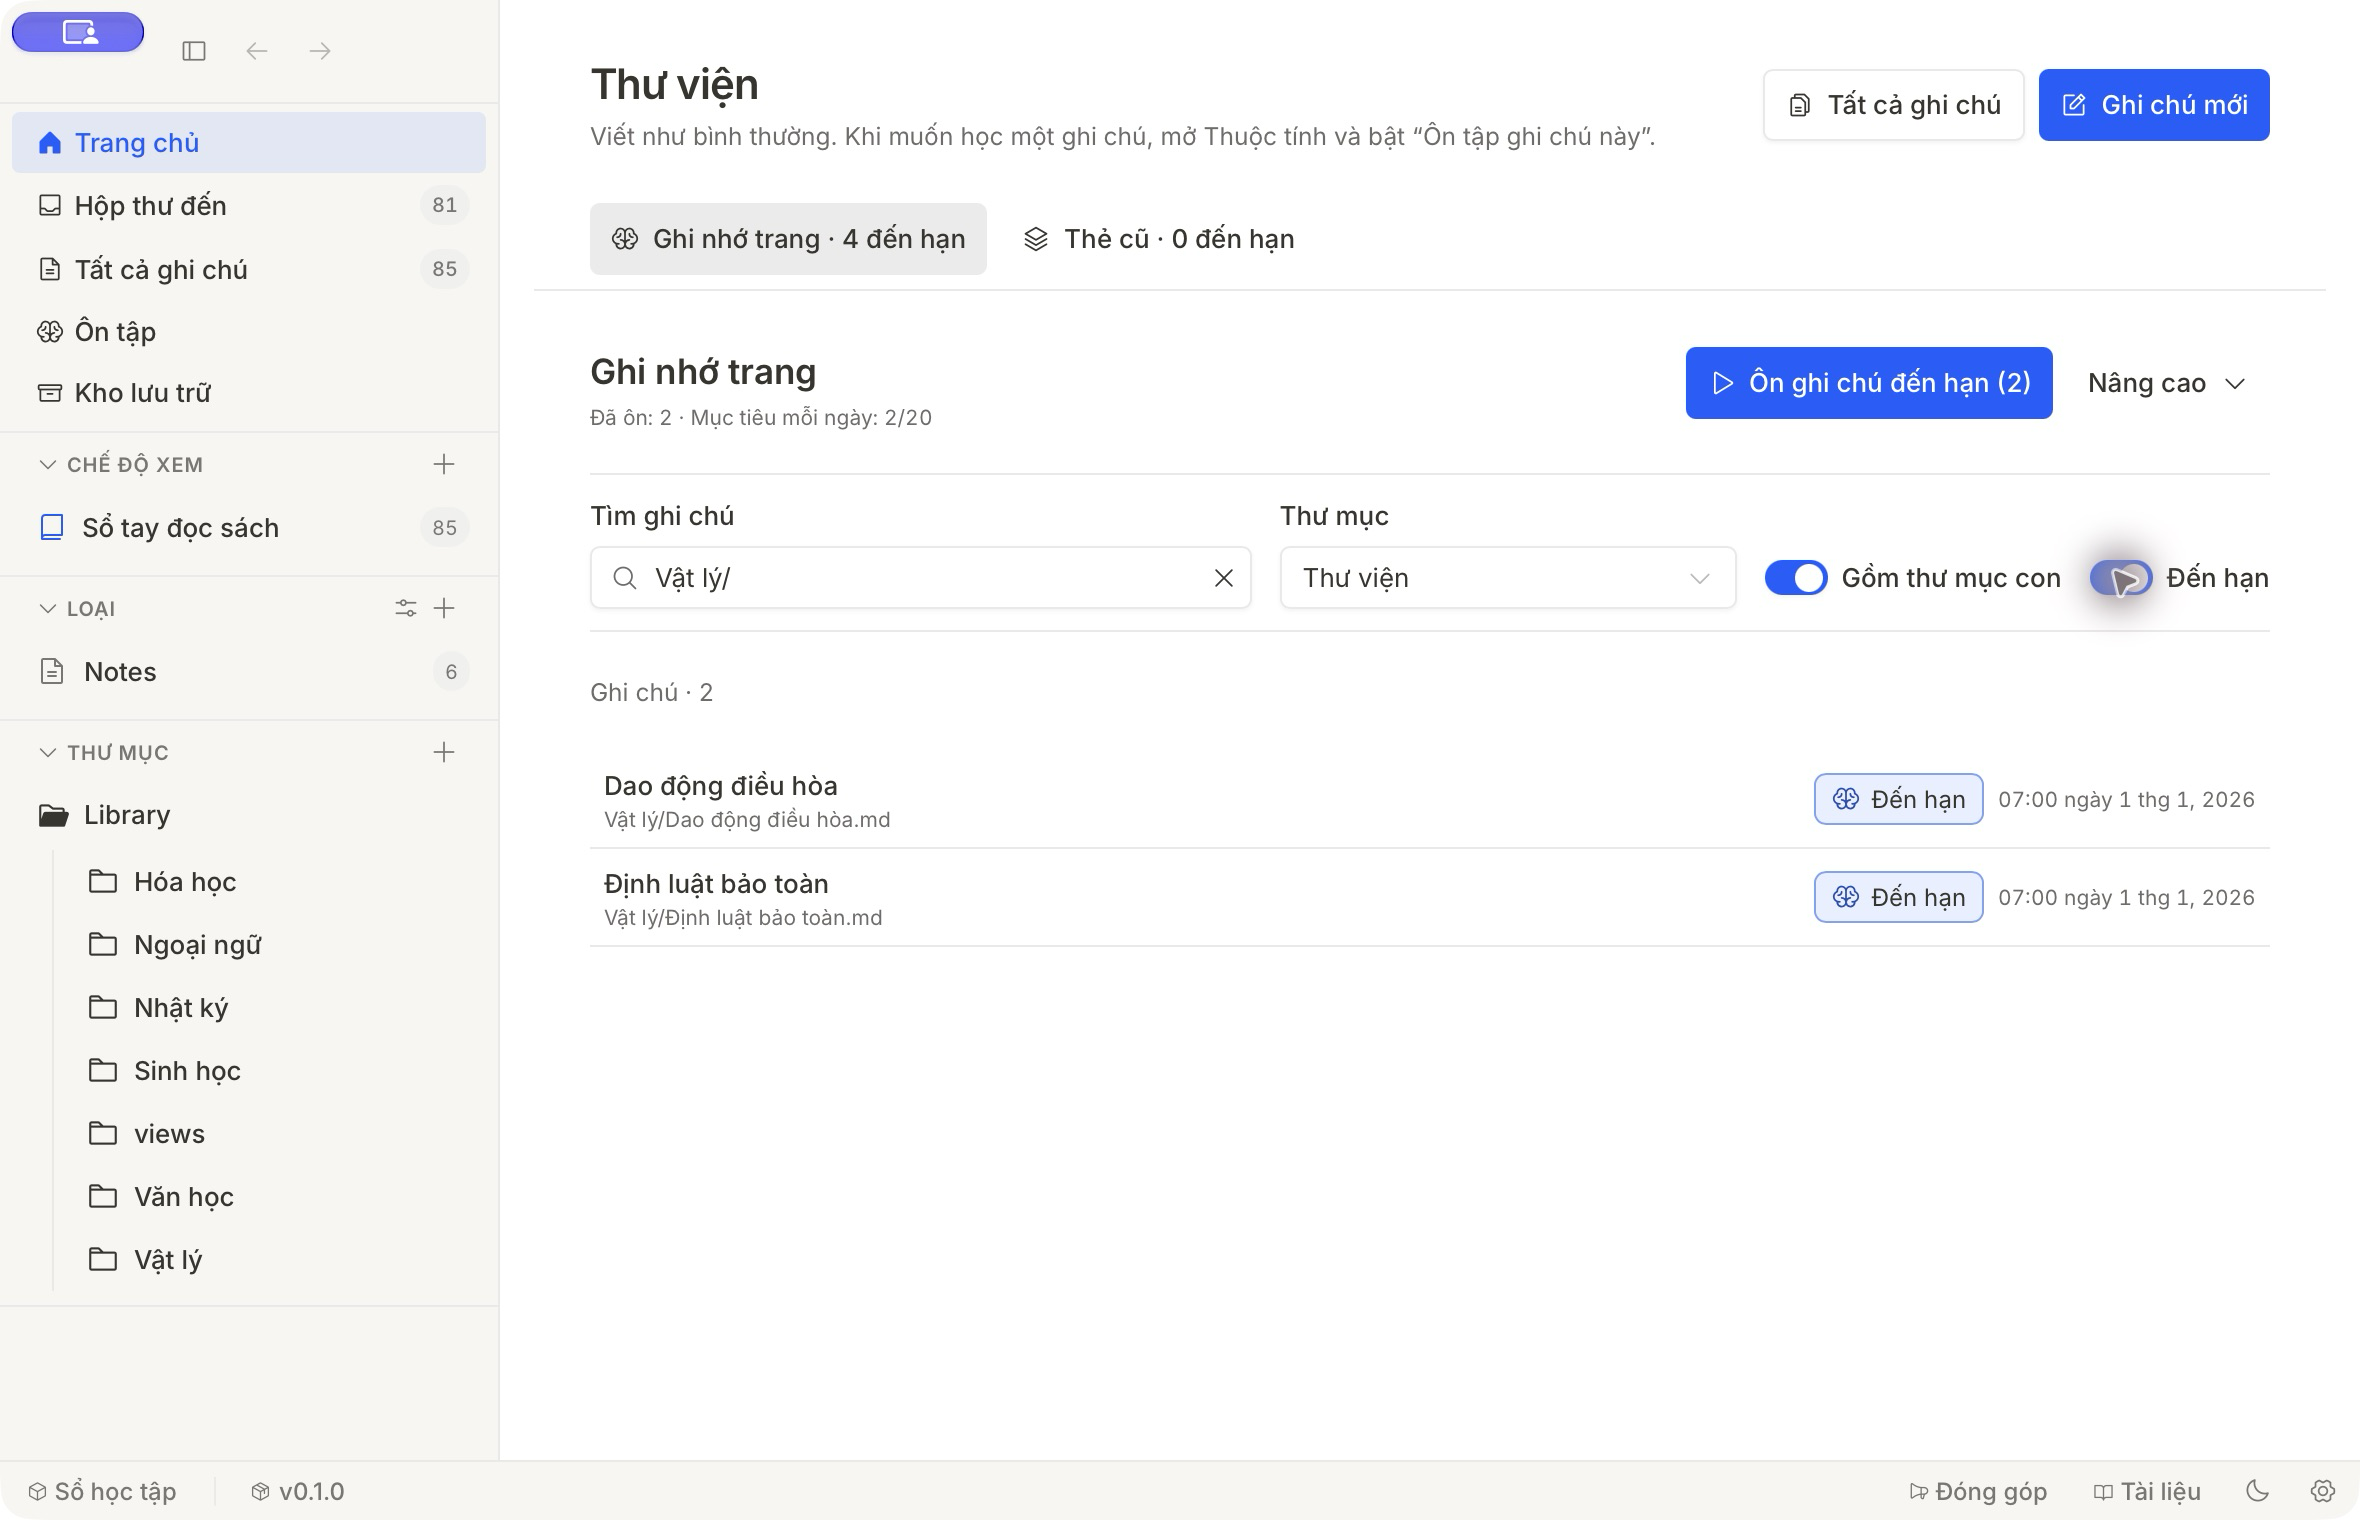 Trang chủ
Hộp thư đến 81
Tất cả ghi chú 85
Ôn tập
Kho lưu trữ
CHẾ ĐỘ XEM
Sổ tay đọc sách 85
LOẠI
Notes 6
THƯ MỤC
Library
Hóa học
Ngoại ngữ
Nhật ký
Sinh học
views
Văn học
Vật lý
Thư viện
Viết như bình thường. Khi muốn học một ghi chú, mở Thuộc tính và bật “Ôn tập ghi chú này”.
Tất cả ghi chú
Ghi chú mới
Ghi nhớ trang · 4 đến hạn
Thẻ cũ · 0 đến hạn
Ghi nhớ trang
Đã ôn: 2 · Mục tiêu mỗi ngày: 2/20
Ôn ghi chú đến hạn (2)
Nâng cao
Tìm ghi chú
Vật lý/
Thư mục
Thư viện
Gồm thư mục con
Đến hạn
Ghi chú · 2
Dao động điều hòa
Vật lý/Dao động điều hòa.md
Đến hạn 07:00 ngày 1 thg 1, 2026
Định luật bảo toàn
Vật lý/Định luật bảo toàn.md
Đến hạn 07:00 ngày 1 thg 1, 2026
Sổ học tập
v0.1.0
Đóng góp
Tài liệu